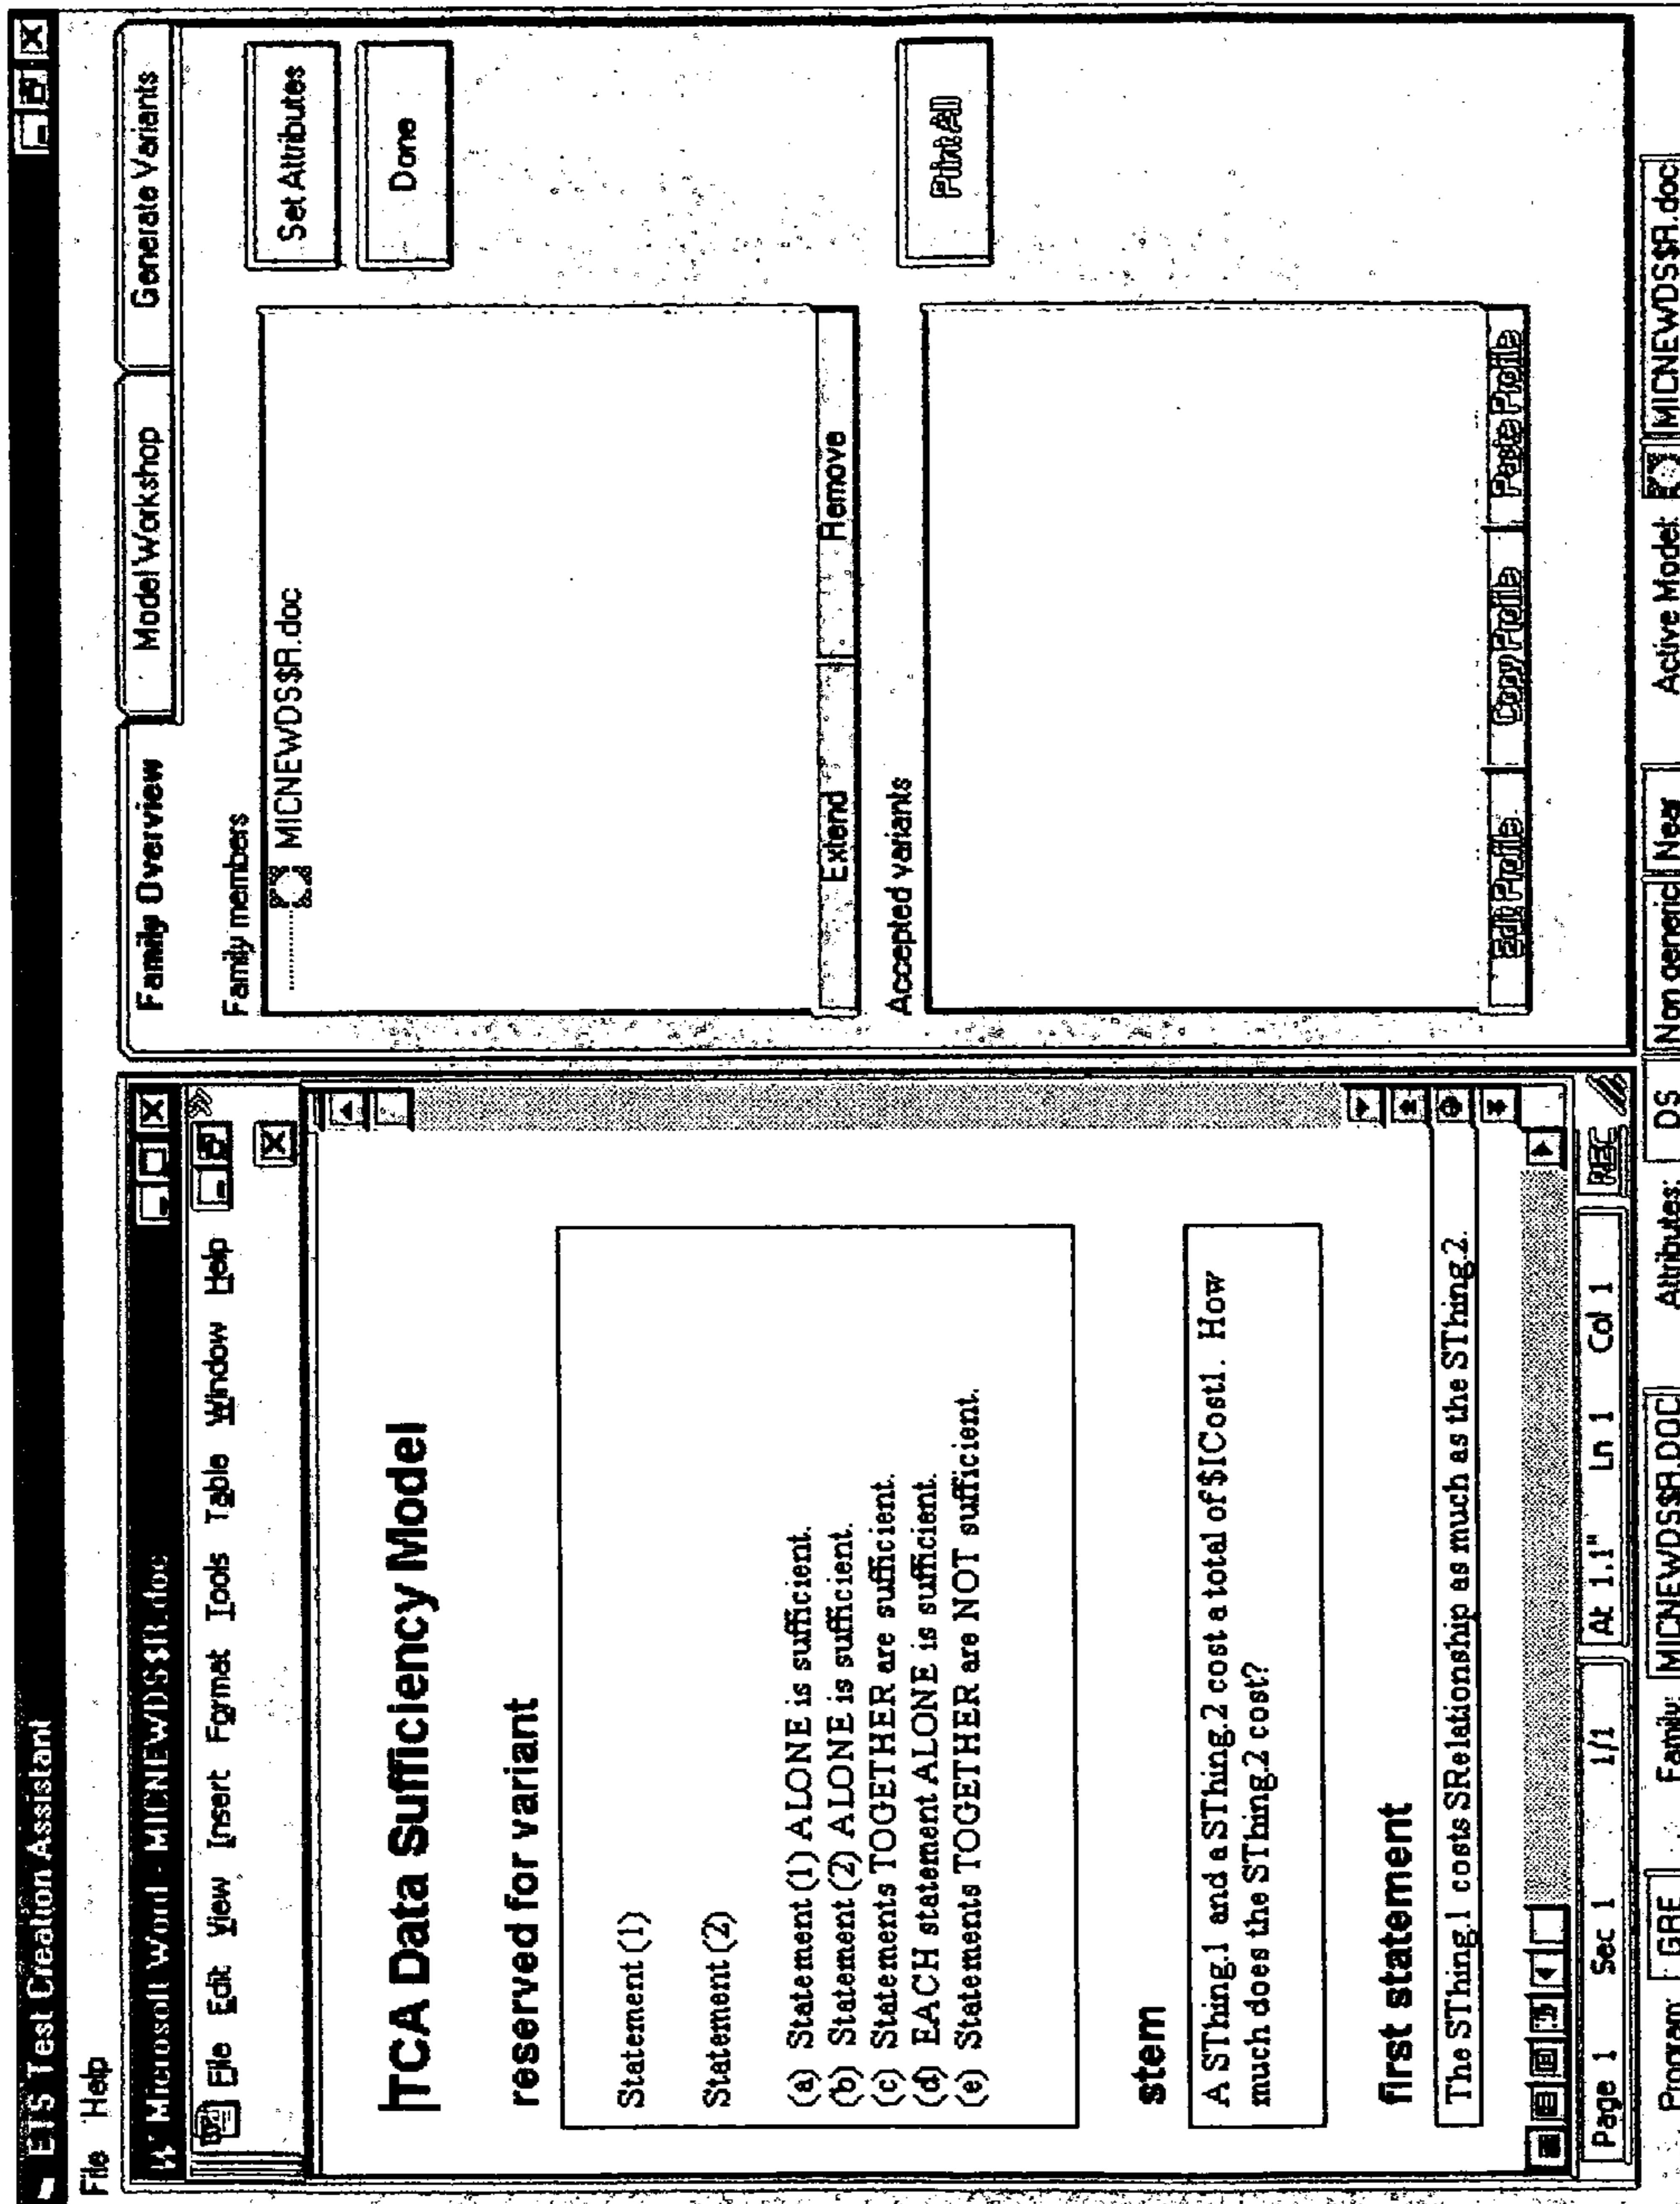 ETS Test Creation Assistant
File Help
Microsoft Word - MICNEWDS$R.doc
File Edit View Insert Format Tools Table Window Help
TCA Data Sufficiency Model
reserved for variant
Statement (1)
Statement (2)
(a) Statement (1) ALONE is sufficient.
(b) Statement (2) ALONE is sufficient.
(c) Statements TOGETHER are sufficient.
(d) EACH statement ALONE is sufficient.
(e) Statements TOGETHER are NOT sufficient.
stem
A SThing.1 and a SThing.2 cost a total of $ICost1. How
much does the SThing.2 cost?
first statement
The SThing.1 costs SRelationship as much as the SThing.2.
Page 1 Sec 1 1/1 At 1.1" Ln 1 Col 1 REC
Family Overview Model Workshop Generate Variants
Family members
MICNEWDS$R.doc
Set Attributes
Done
Extend Remove
Accepted variants
Print All
Edit Profile Copy Profile Paste Profile
Program: GRE Family: MICNEWDS$R.DOC Attributes: DS Non generic Near Active Model: MICNEWDS$R.doc